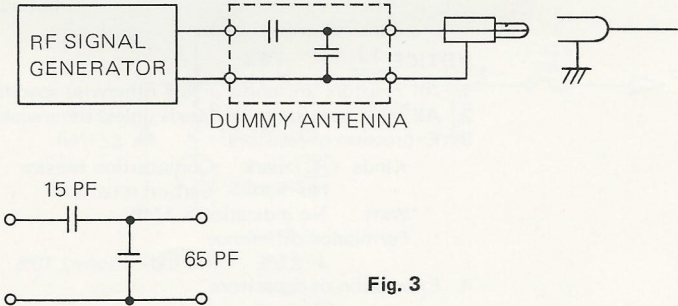 RF SIGNAL
GENERATOR
DUMMY ANTENNA
15 PF
65 PF
Fig. 3